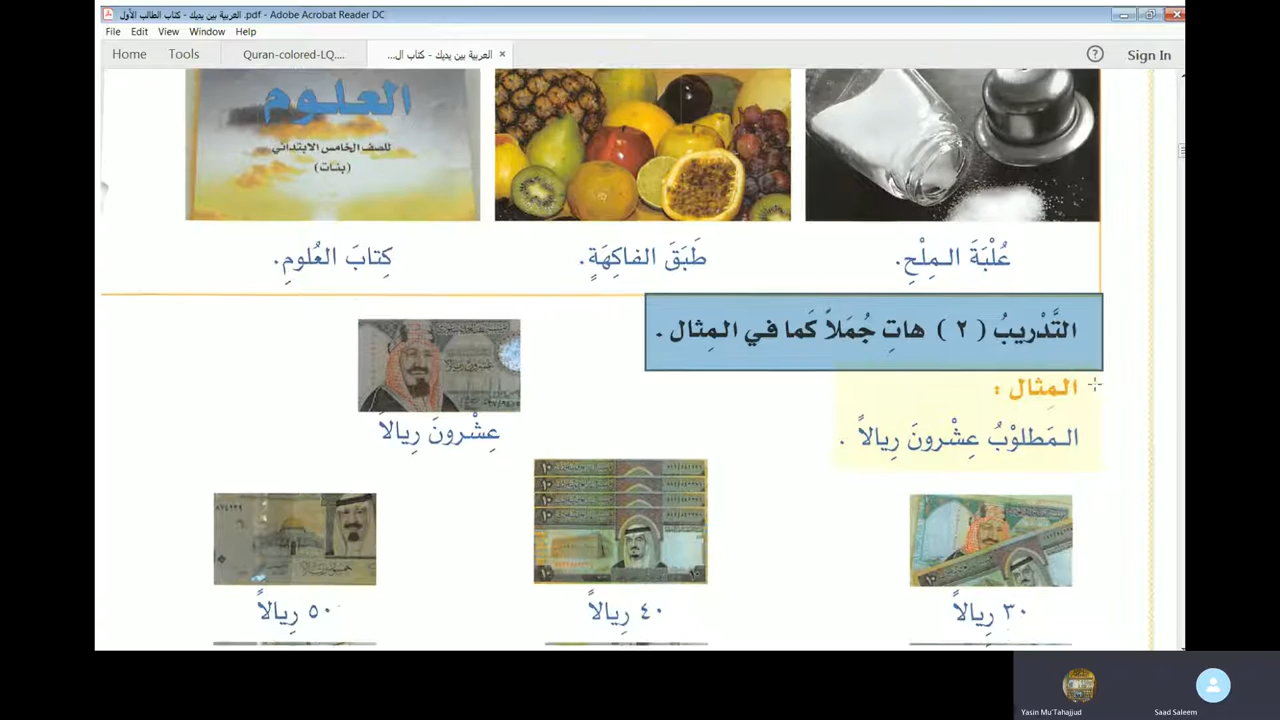 العربية بين يديك - كتاب الطالب الأول .pdf - Adobe Acrobat Reader DC
File Edit View Window Help
Home Tools Quran-colored-LQ.... العربية بين يديك - كتاب ال... × ? Sign In
العلوم
للصف الخامس الابتدائي
(بنات)
عُلْبَةَ الـمِلْحِ.
طَبَقَ الفاكِهَةٍ.
كِتابَ العُلومِ.
التَّدْريبُ (٢) هاتِ جُمَلاً كَما في المِثال .
المِثال :
الـمَطلوْبُ عِشْرونَ رِيالاً .
عِشْرونَ رِيالاً
٣٠ رِيالاً
٤٠ رِيالاً
٥٠ رِيالاً
Yasin Mu'Tahajjud
Saad Saleem